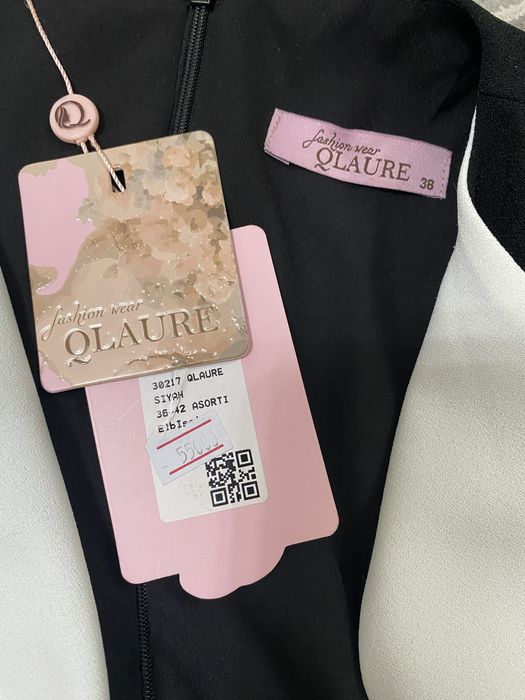 Q
fashion wear
QLAURE
38
fashion wear
QLAURE
30217 QLAURE
SIYAH
36-42 ASORTI